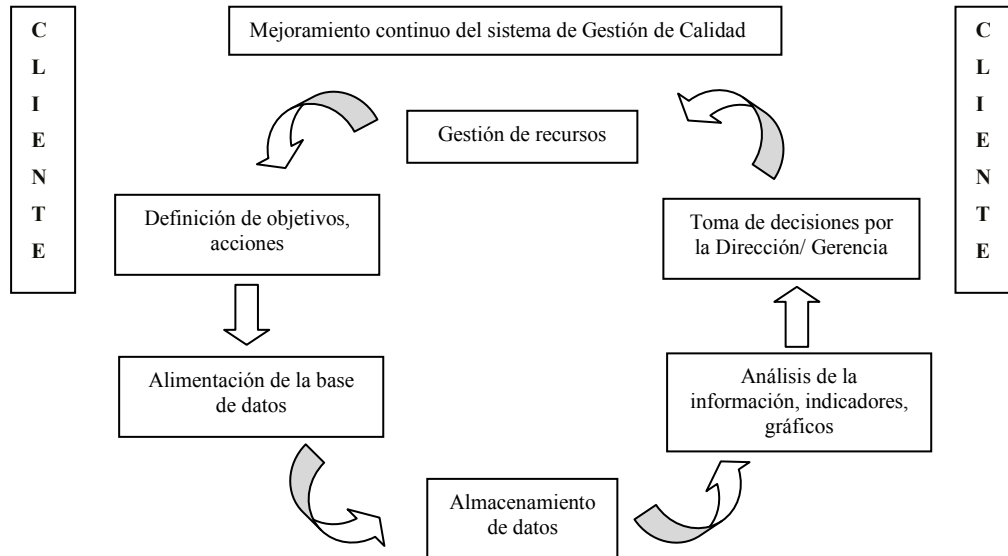 C
L
I
E
N
T
E
Mejoramiento continuo del sistema de Gestión de Calidad
C
L
I
E
N
T
E
Gestión de recursos
Definición de objetivos,
acciones
Toma de decisiones por
la Dirección/ Gerencia
Alimentación de la base
de datos
Análisis de la
información, indicadores,
gráficos
Almacenamiento
de datos